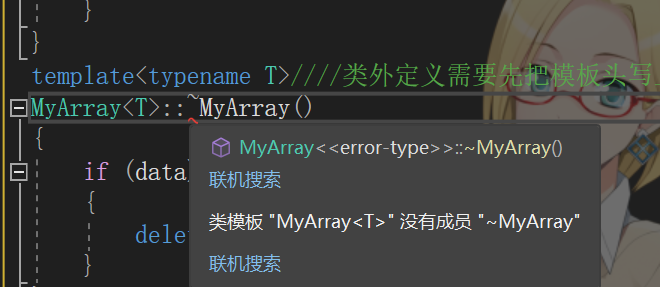 }
}
template<typename T>////类外定义需要先把模板头写
MyArray<T>::~MyArray()
{
if (data
{
dele
}
MyArray<<error-type>>::~MyArray()
联机搜索
类模板 "MyArray<T>" 没有成员 "~MyArray"
联机搜索